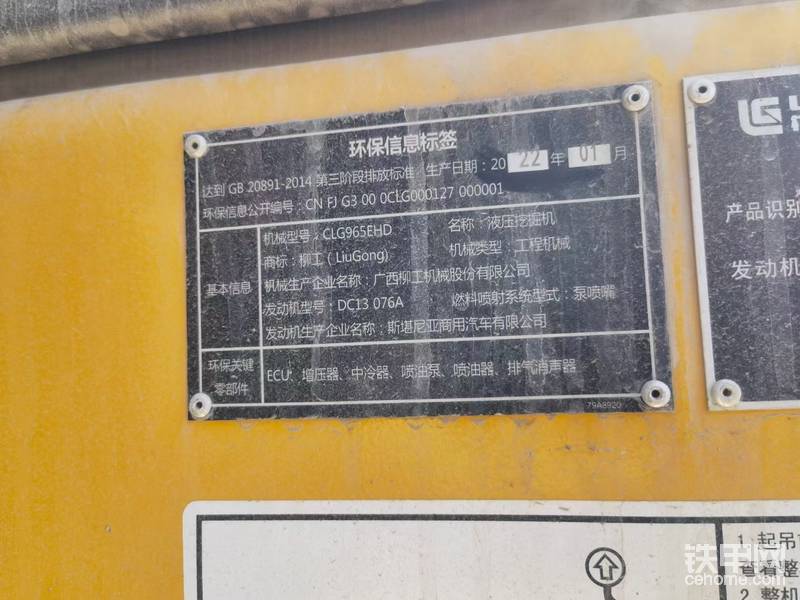 环保信息标签
达到 GB 20891-2014 第三阶段排放标准 生产日期：2022年01月
环保信息公开编号：CN FJ G3 00 0CLG000127 000001
基本信息
机械型号：CLG965EHD 名称：液压挖掘机
商标：柳工（LiuGong） 机械类型：工程机械
机械生产企业名称：广西柳工机械股份有限公司
发动机型号：DC13 076A 燃料喷射系统型式：泵喷嘴
发动机生产企业名称：斯堪尼亚商用汽车有限公司
环保关键
零部件
ECU、增压器、中冷器、喷油泵、喷油器、排气消声器
79A8920
LG
产品识别
发动机
1.起吊
查看整
2.整机
铁甲网
cehome.com